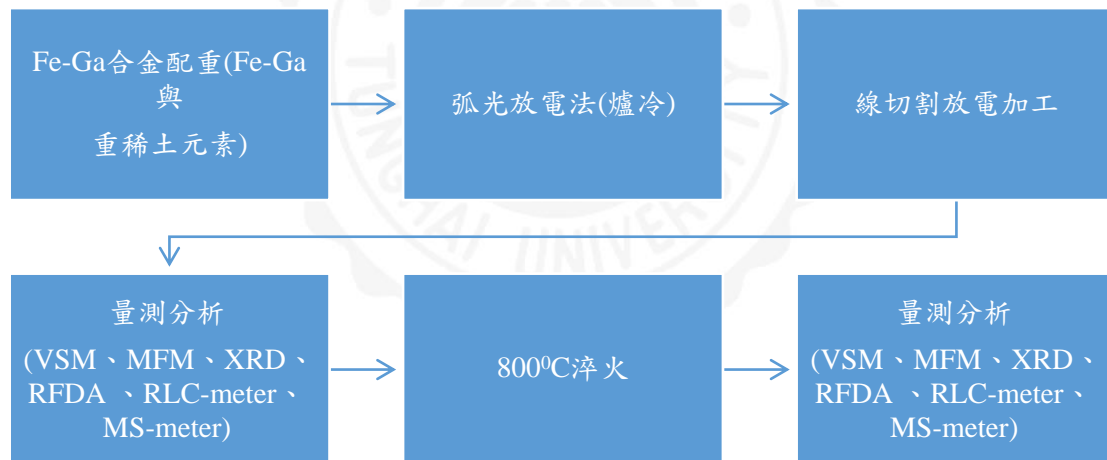 Fe-Ga合金配重(Fe-Ga
與
重稀土元素)
弧光放電法(爐冷)
線切割放電加工
量測分析
(VSM、MFM、XRD、
RFDA 、RLC-meter、
MS-meter)
800⁰C淬火
量測分析
(VSM、MFM、XRD、
RFDA 、RLC-meter、
MS-meter)
TUNGHAI UNIVERSITY